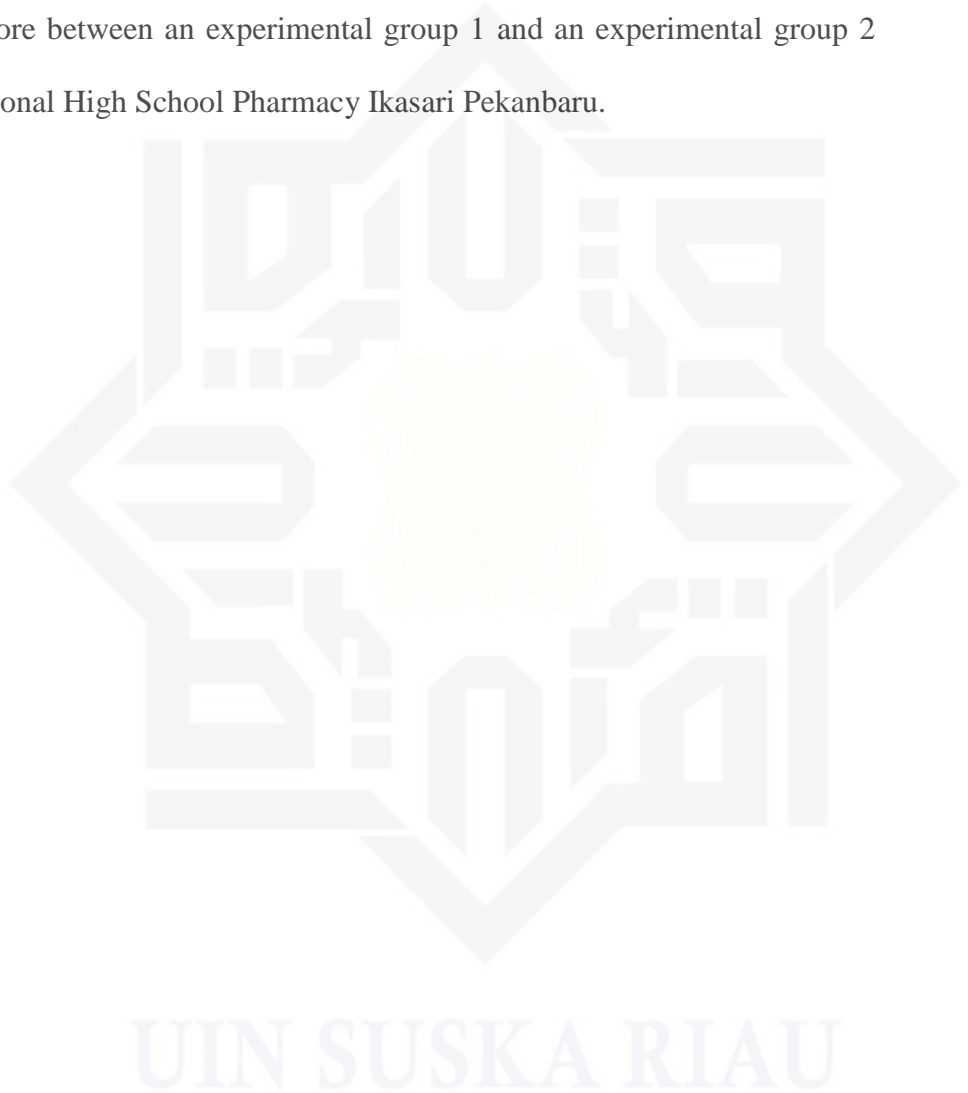 ore between an experimental group 1 and an experimental group 2
onal High School Pharmacy Ikasari Pekanbaru.
UIN SUSKA RIAU